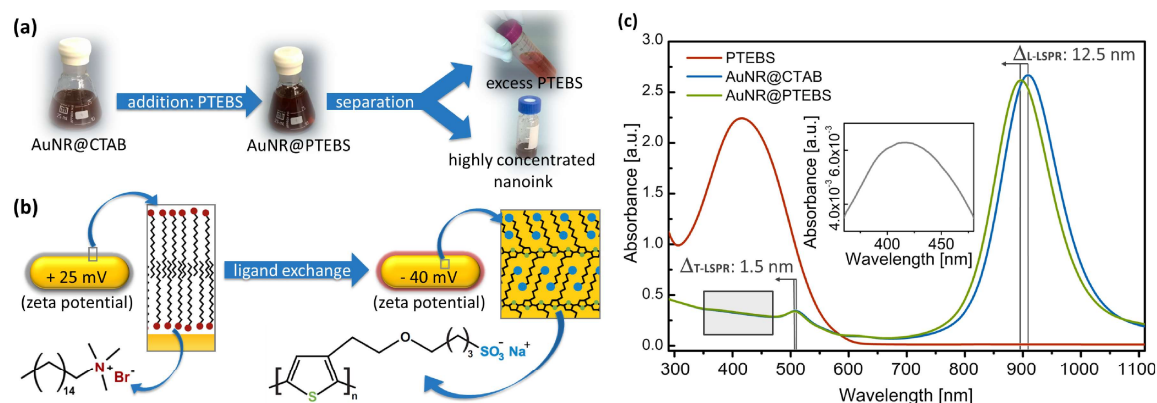 (a)
addition: PTEBS
separation
excess PTEBS
AuNR@CTAB
AuNR@PTEBS
highly concentrated
nanoink
(b)
+ 25 mV
(zeta potential)
ligand exchange
- 40 mV
(zeta potential)
14
N+
Br-
O
3
SO3- Na+
S
n
(c)
3.0
2.5
2.0
1.5
1.0
0.5
0.0
Absorbance [a.u.]
PTEBS
AuNR@CTAB
AuNR@PTEBS
ΔL-LSPR: 12.5 nm
ΔT-LSPR: 1.5 nm
Absorbance [a.u.]
4.0x10-3 6.0x10-3
400 450
Wavelength [nm]
300 400 500 600 700 800 900 1000 1100
Wavelength [nm]